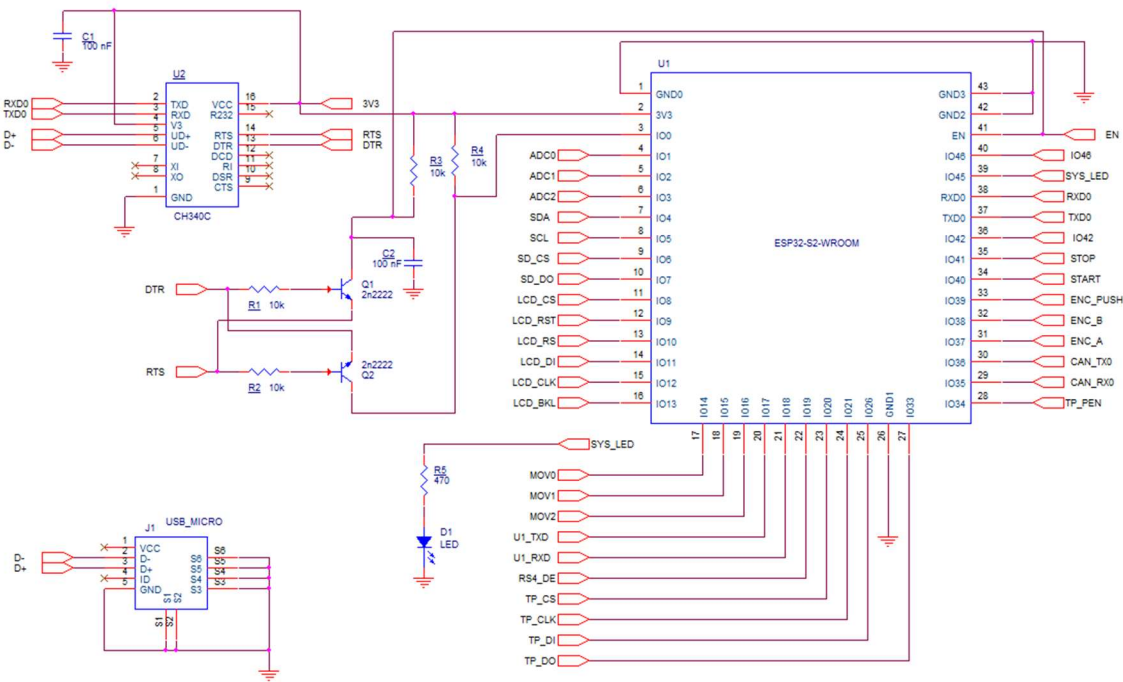 C1
100 nF
U2
RXD0 2 TXD VCC 16 3V3
TXD0 3 RXD R232 15
4 V3
D+ 5 UD+ RTS 14 RTS
D- 6 UD- DTR 13 DTR
DCD 12
7 XI RI 11
8 XO DSR 10
CTS 9
1 GND
CH340C
R3
10k
R4
10k
C2
100 nF
DTR
R1 10k
Q1
2n2222
RTS
R2 10k
2n2222
Q2
U1
1 GND0 GND3 43
2 3V3 GND2 42
3 IO0 EN 41 EN
ADC0 4 IO1 IO46 40 IO46
ADC1 5 IO2 IO45 39 SYS_LED
ADC2 6 IO3 RXD0 38 RXD0
SDA 7 IO4 TXD0 37 TXD0
SCL 8 IO5 IO42 36 IO42
SD_CS 9 IO6 IO41 35 STOP
SD_DO 10 IO7 IO40 34 START
LCD_CS 11 IO8 IO39 33 ENC_PUSH
LCD_RST 12 IO9 IO38 32 ENC_B
LCD_RS 13 IO10 IO37 31 ENC_A
LCD_DI 14 IO11 IO36 30 CAN_TX0
LCD_CLK 15 IO12 IO35 29 CAN_RX0
LCD_BKL 16 IO13 IO34 28 TP_PEN
ESP32-S2-WROOM
IO14 IO15 IO16 IO17 IO18 IO19 IO20 IO21 IO26 GND1 IO33
17 18 19 20 21 22 23 24 25 26 27
SYS_LED
R5
470
D1
LED
MOV0
MOV1
MOV2
U1_TXD
U1_RXD
RS4_DE
TP_CS
TP_CLK
TP_DI
TP_DO
J1 USB_MICRO
1 VCC
D- 2 D- S6 S6
D+ 3 D+ S5 S5
4 ID S4 S4
5 GND S3 S3
S1 S2
S1 S2